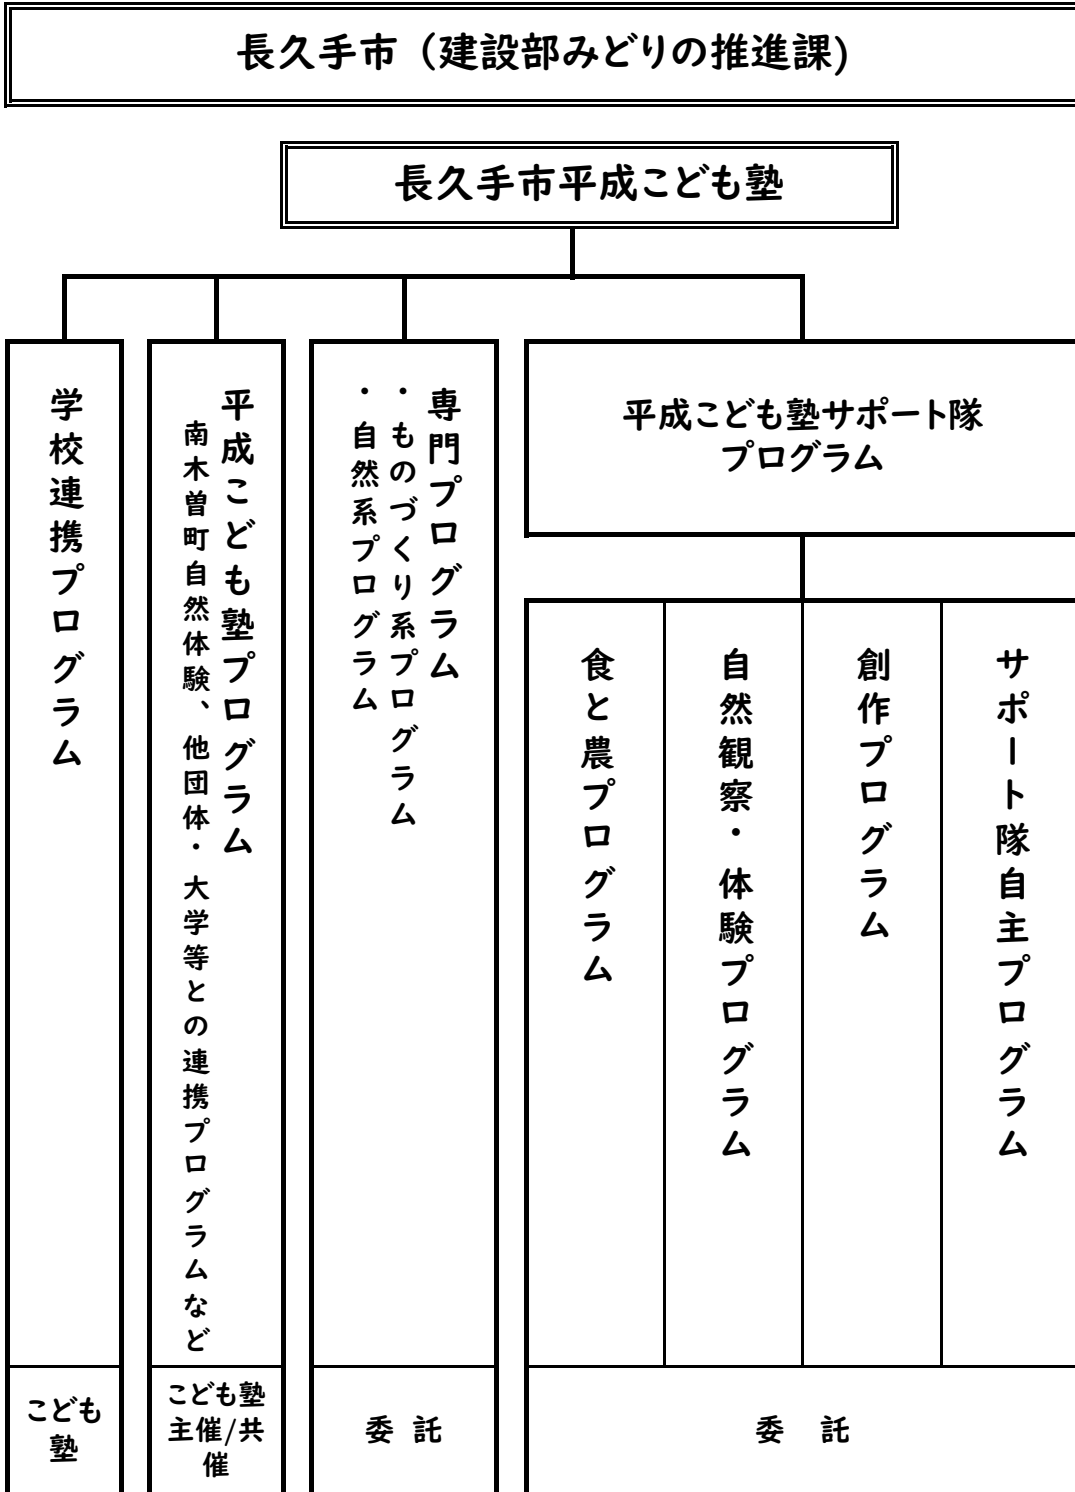 長久手市（建設部みどりの推進課)
長久手市平成こども塾
学校連携プログラム
平成こども塾プログラム
南木曽町自然体験、他団体・大学等との連携プログラムなど
専門プログラム
・ものづくり系プログラム
・自然系プログラム
平成こども塾サポート隊
プログラム
食と農プログラム
自然観察・体験プログラム
創作プログラム
サポート隊自主プログラム
こども
塾
こども塾
主催/共
催
委 託
委 託